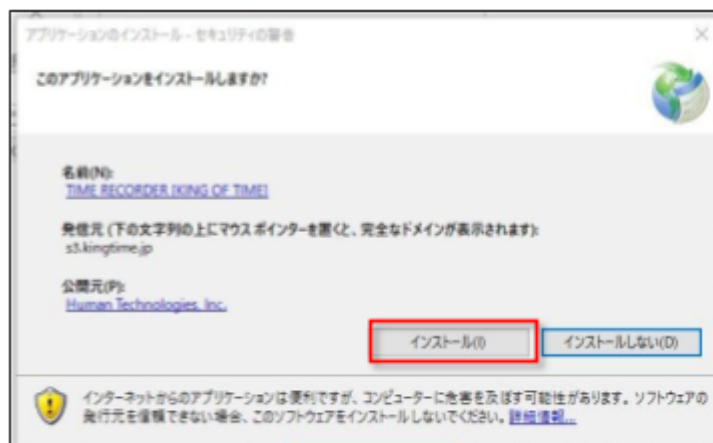 アプリケーションのインストール - セキュリティの警告
このアプリケーションをインストールしますか?
名前(N):
TIME RECORDER [KING OF TIME]
発信元 (下の文字列の上にマウス ポインターを置くと、完全なドメインが表示されます):
s3.kingtime.jp
公開元(P):
Human Technologies, Inc.
インストール(I)
インストールしない(D)
インターネットからのアプリケーションは便利ですが、コンピューターに危害を及ぼす可能性があります。ソフトウェアの
発行元を信頼できない場合、このソフトウェアをインストールしないでください。詳細情報...